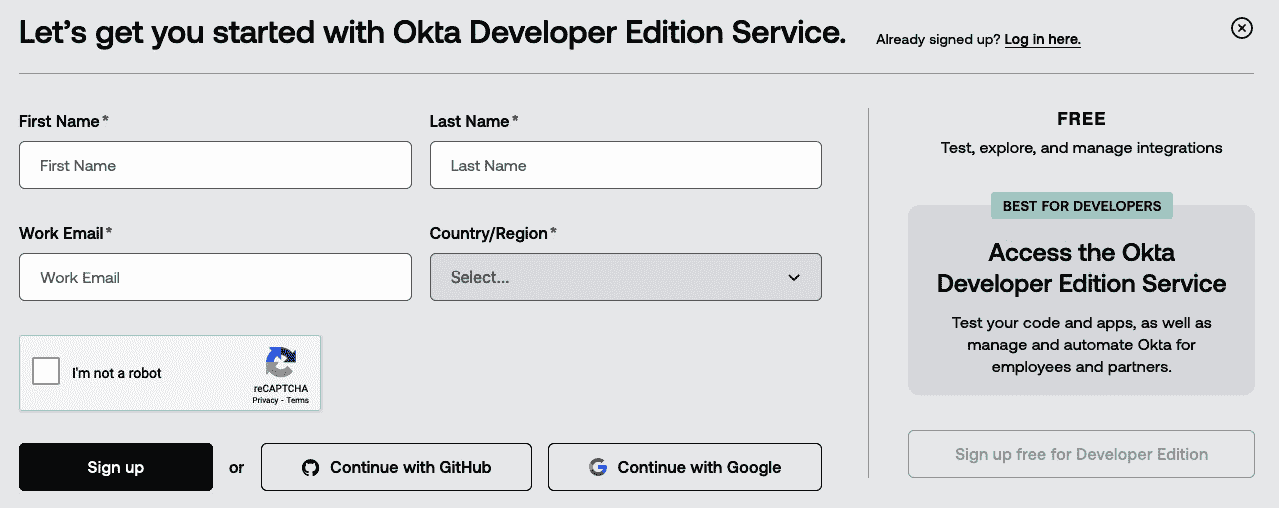 Let’s get you started with Okta Developer Edition Service.
Already signed up? Log in here.
First Name*
First Name
Last Name*
Last Name
Work Email*
Work Email
Country/Region*
Select...
I'm not a robot
reCAPTCHA
Privacy - Terms
Sign up
or
Continue with GitHub
Continue with Google
FREE
Test, explore, and manage integrations
BEST FOR DEVELOPERS
Access the Okta
Developer Edition Service
Test your code and apps, as well as
manage and automate Okta for
employees and partners.
Sign up free for Developer Edition